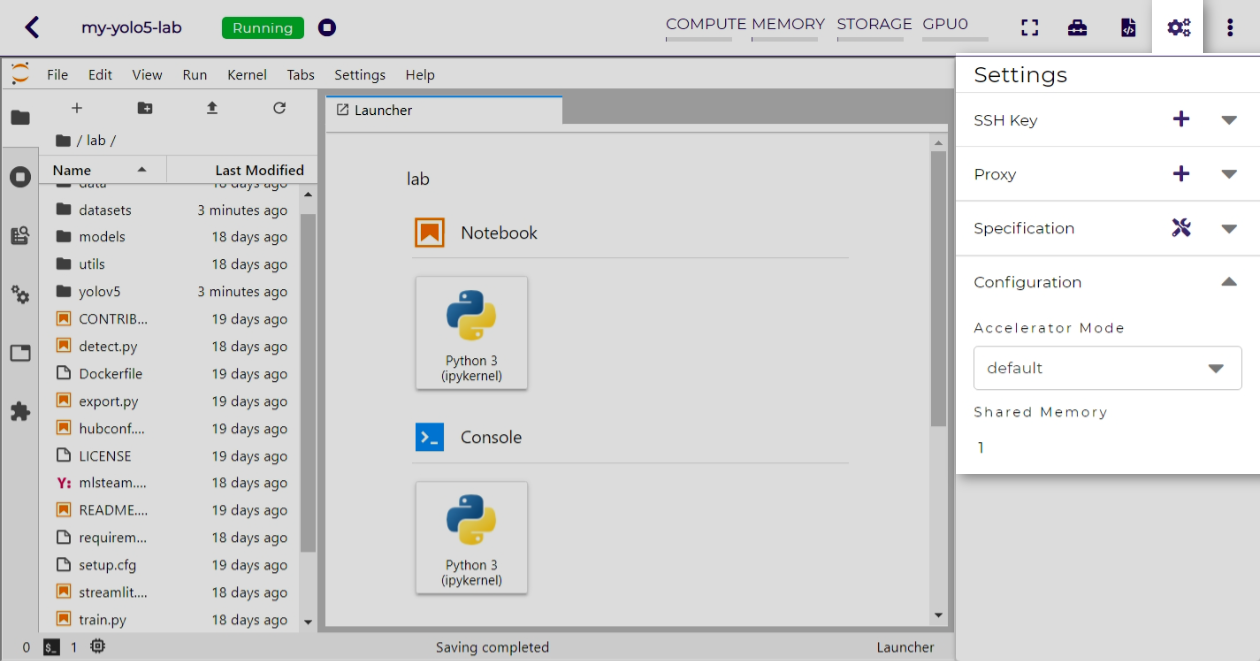 my-yolo5-lab
Running
COMPUTE MEMORY STORAGE GPU0
File Edit View Run Kernel Tabs Settings Help
/ lab /
Name Last Modified
data 18 days ago
datasets 3 minutes ago
models 18 days ago
utils 18 days ago
yolov5 3 minutes ago
CONTRIB... 19 days ago
detect.py 18 days ago
Dockerfile 19 days ago
export.py 19 days ago
hubconf.... 19 days ago
LICENSE 19 days ago
Y: mlsteam.... 18 days ago
README.... 19 days ago
requirem... 18 days ago
setup.cfg 19 days ago
streamlit.... 18 days ago
train.py 18 days ago
Launcher
lab
Notebook
Python 3
(ipykernel)
Console
Python 3
(ipykernel)
Settings
SSH Key
Proxy
Specification
Configuration
Accelerator Mode
default
Shared Memory
1
0 $_ 1 Saving completed Launcher